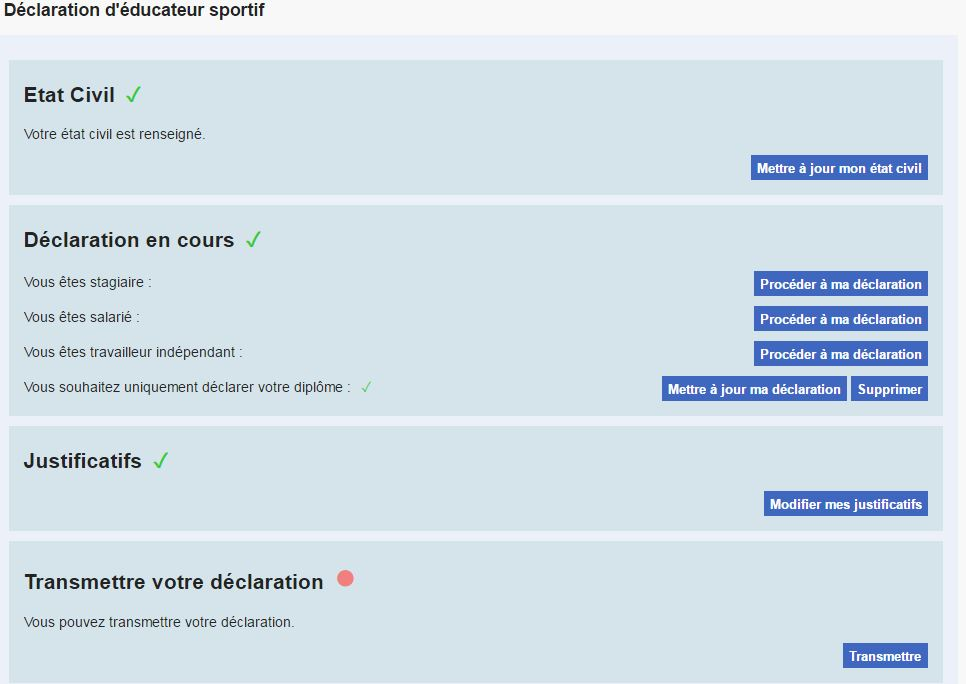 Déclaration d'éducateur sportif
Etat Civil ✓
Votre état civil est renseigné.
Mettre à jour mon état civil
Déclaration en cours ✓
Vous êtes stagiaire :
Procéder à ma déclaration
Vous êtes salarié :
Procéder à ma déclaration
Vous êtes travailleur indépendant :
Procéder à ma déclaration
Vous souhaitez uniquement déclarer votre diplôme : ✓
Mettre à jour ma déclaration Supprimer
Justificatifs ✓
Modifier mes justificatifs
Transmettre votre déclaration
Vous pouvez transmettre votre déclaration.
Transmettre